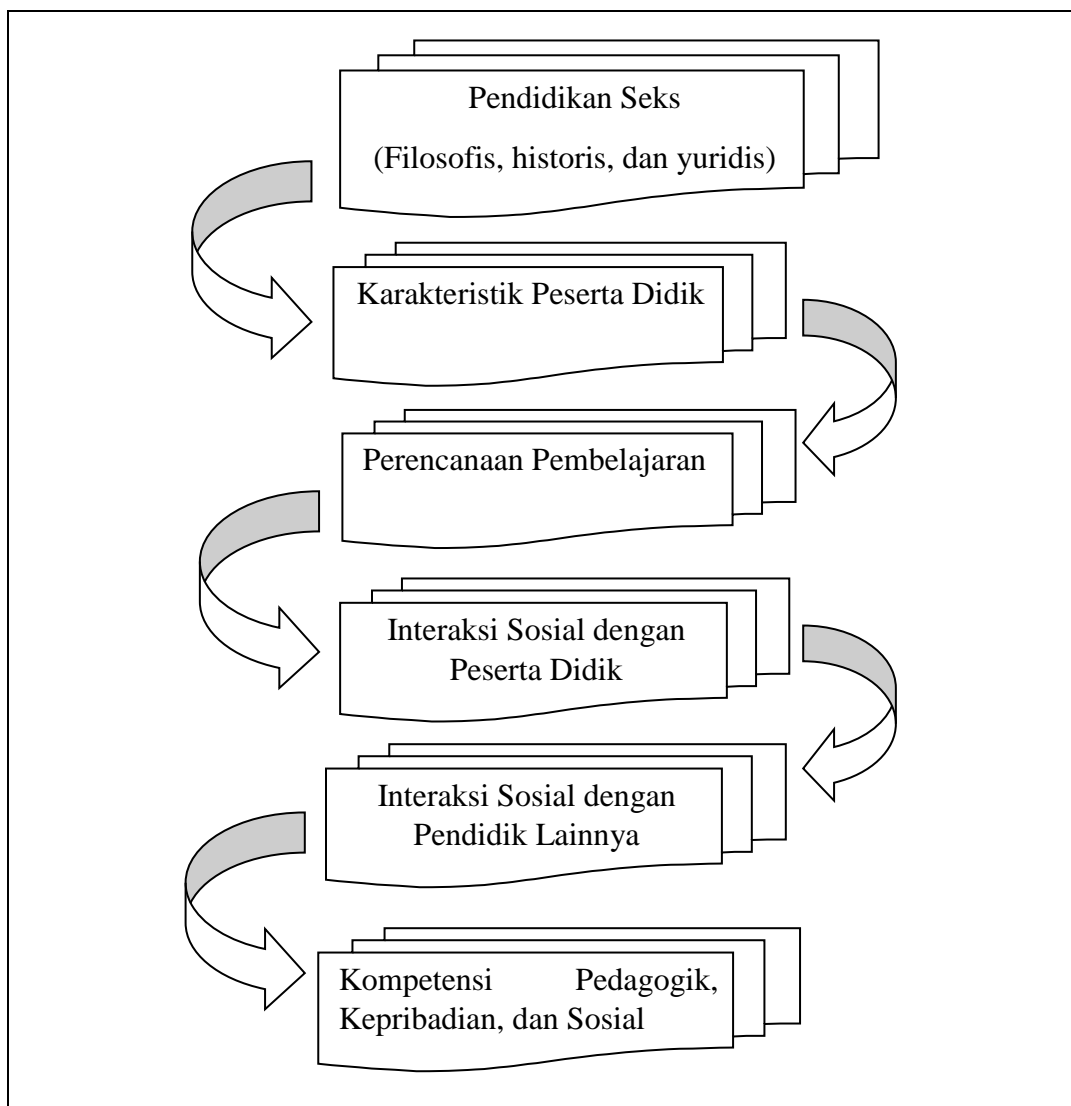 Pendidikan Seks
(Filosofis, historis, dan yuridis)
Karakteristik Peserta Didik
Perencanaan Pembelajaran
Interaksi Sosial dengan
Peserta Didik
Interaksi Sosial dengan
Pendidik Lainnya
Kompetensi Pedagogik,
Kepribadian, dan Sosial